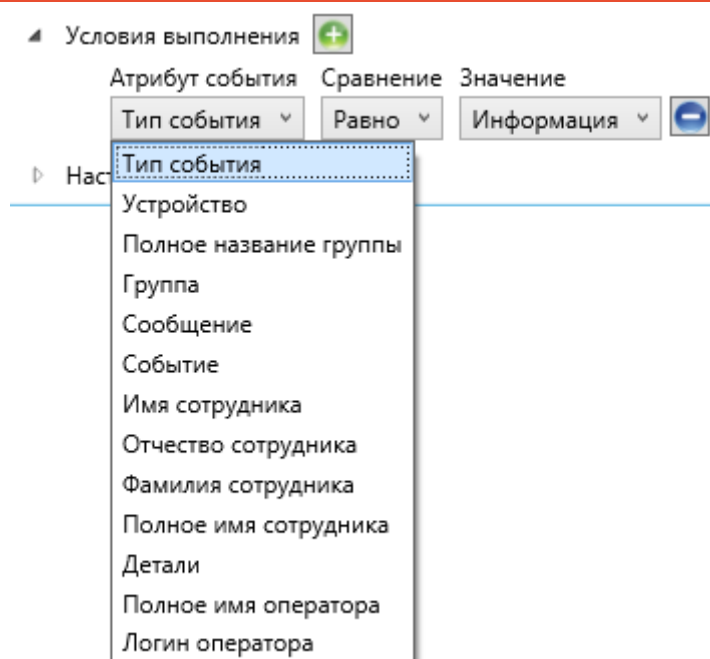 Условия выполнения
Атрибут события Сравнение Значение
Тип события Равно Информация
Тип события
Наст
Устройство
Полное название группы
Группа
Сообщение
Событие
Имя сотрудника
Отчество сотрудника
Фамилия сотрудника
Полное имя сотрудника
Детали
Полное имя оператора
Логин оператора